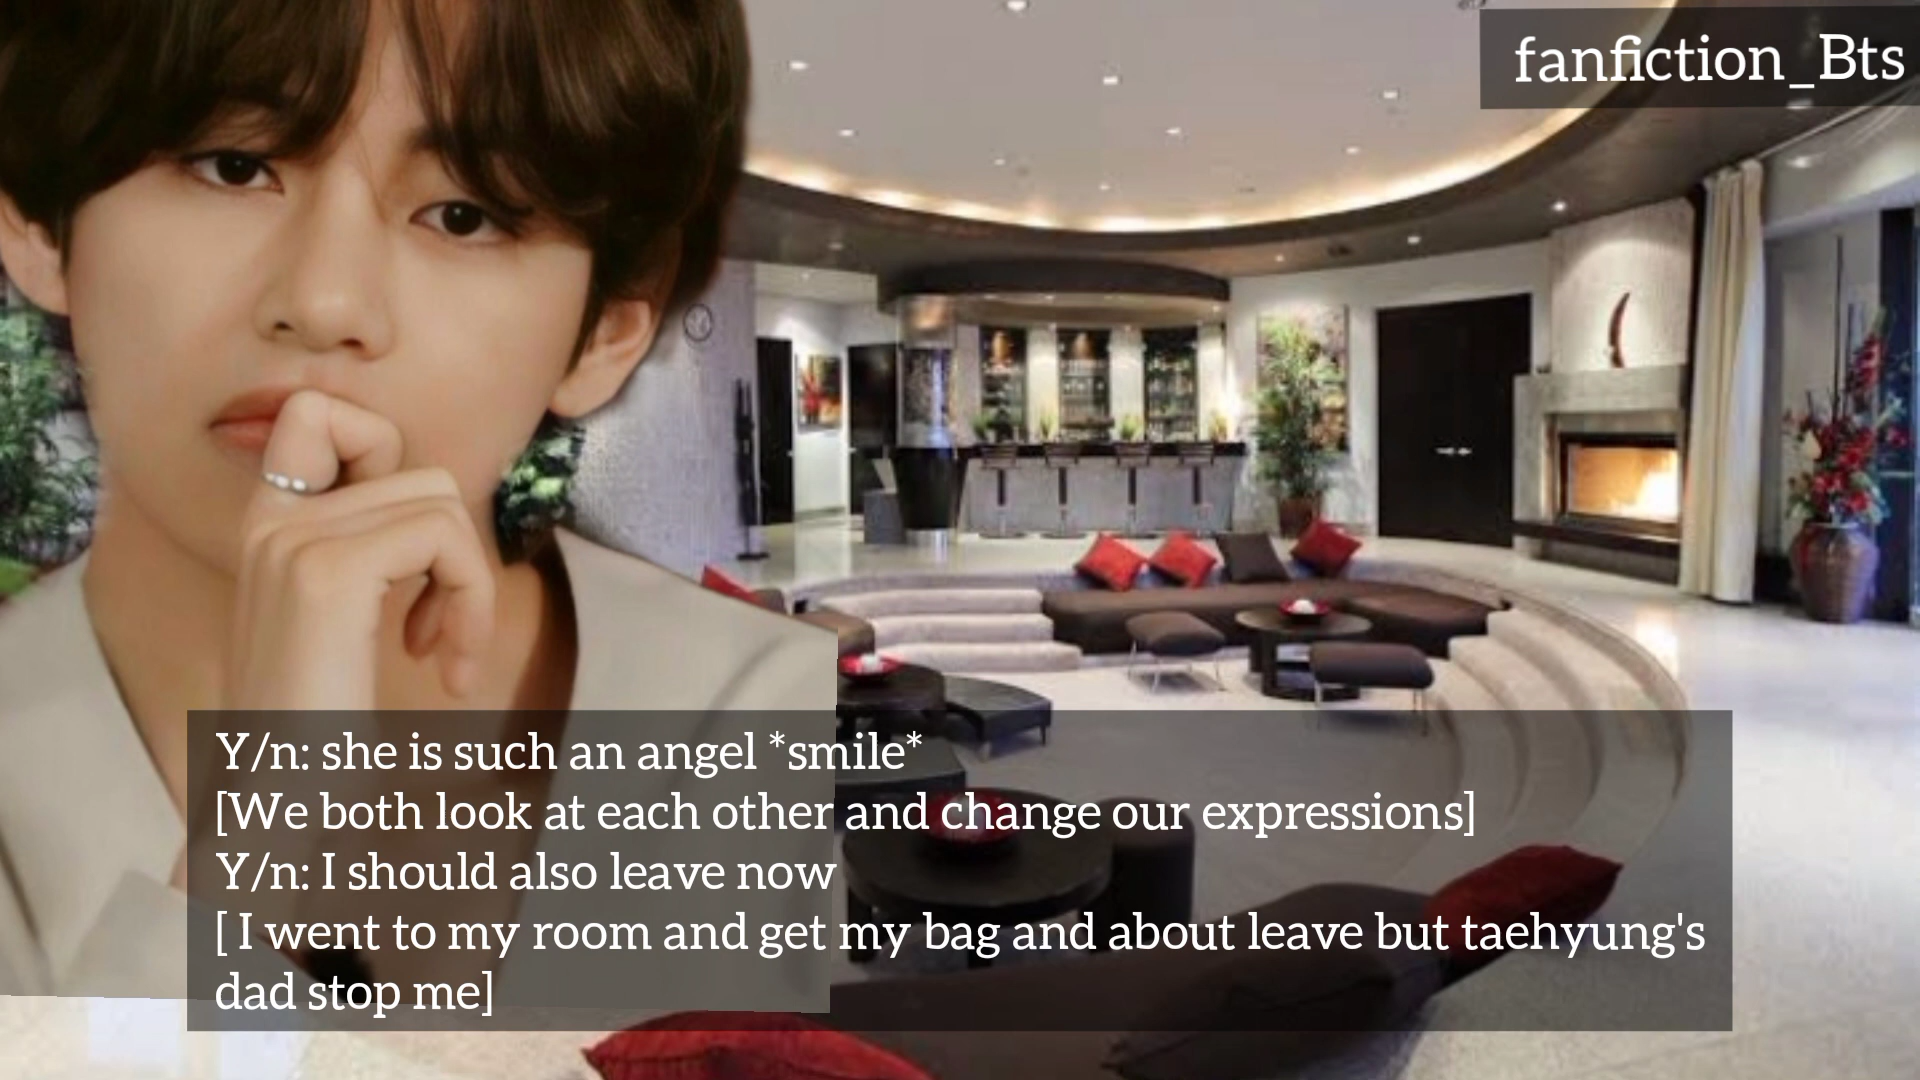 fanfiction_Bts
Y/n: she is such an angel *smile*
[We both look at each other and change our expressions]
Y/n: I should also leave now
[ I went to my room and get my bag and about leave but taehyung's
dad stop me]